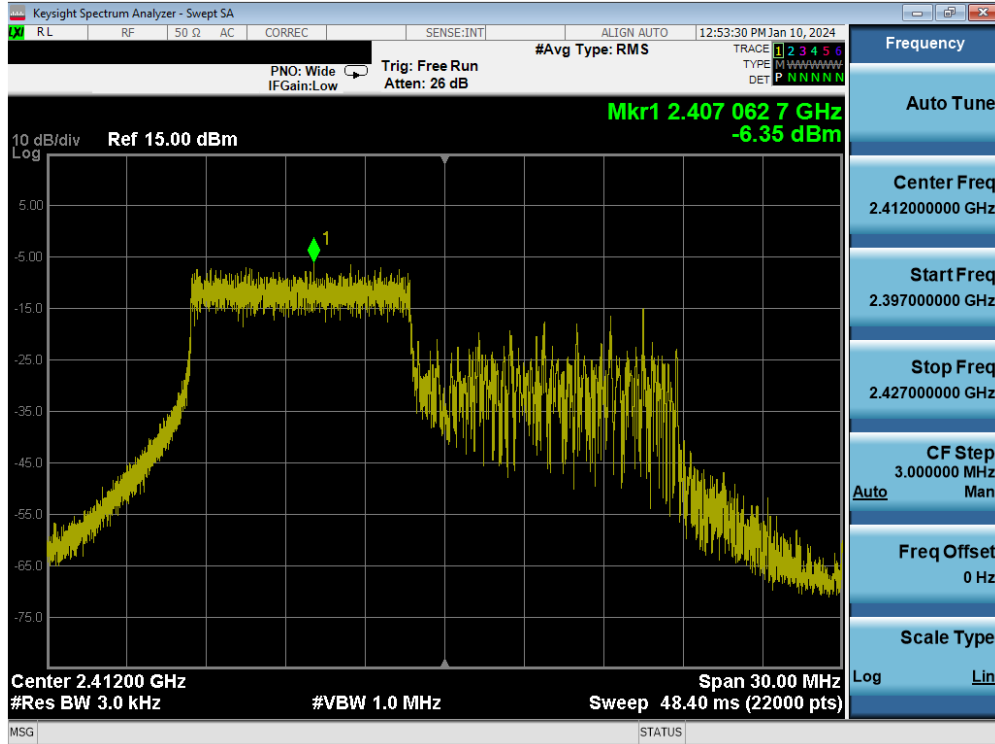 Keysight Spectrum Analyzer - Swept SA
LXI RL RF 50 Ω AC CORREC SENSE:INT ALIGN AUTO 12:53:30 PM Jan 10, 2024
#Avg Type: RMS
TRACE 1 2 3 4 5 6
TYPE M WWWWW
DET P N N N N N
PNO: Wide
IFGain:Low
Trig: Free Run
Atten: 26 dB
Mkr1 2.407 062 7 GHz
-6.35 dBm
10 dB/div Ref 15.00 dBm
Log
1
5.00
-5.00
-15.0
-25.0
-35.0
-45.0
-55.0
-65.0
-75.0
Center 2.41200 GHz
Span 30.00 MHz
#Res BW 3.0 kHz
#VBW 1.0 MHz
Sweep 48.40 ms (22000 pts)
MSG
STATUS
Frequency
Auto Tune
Center Freq
2.412000000 GHz
Start Freq
2.397000000 GHz
Stop Freq
2.427000000 GHz
CF Step
3.000000 MHz
Auto Man
Freq Offset
0 Hz
Scale Type
Log Lin